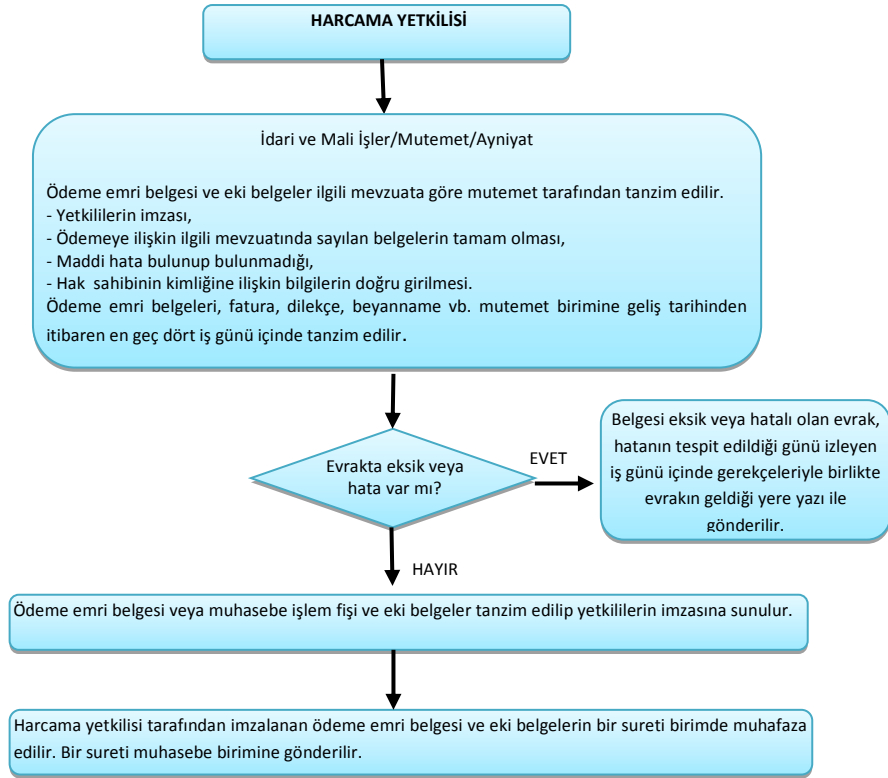 HARCAMA YETKİLİSİ
İdari ve Mali İşler/Mutemet/Ayniyat
Ödeme emri belgesi ve eki belgeler ilgili mevzuata göre mutemet tarafından tanzim edilir.
- Yetkililerin imzası,
- Ödemeye ilişkin ilgili mevzuatında sayılan belgelerin tamam olması,
- Maddi hata bulunup bulunmadığı,
- Hak sahibinin kimliğine ilişkin bilgilerin doğru girilmesi.
Ödeme emri belgeleri, fatura, dilekçe, beyanname vb. mutemet birimine geliş tarihinden
itibaren en geç dört iş günü içinde tanzim edilir.
Evrakta eksik veya
hata var mı?
EVET
Belgesi eksik veya hatalı olan evrak,
hatanın tespit edildiği günü izleyen
iş günü içinde gerekçeleriyle birlikte
evrakın geldiği yere yazı ile
gönderilir.
HAYIR
Ödeme emri belgesi veya muhasebe işlem fişi ve eki belgeler tanzim edilip yetkililerin imzasına sunulur.
Harcama yetkilisi tarafından imzalanan ödeme emri belgesi ve eki belgelerin bir sureti birimde muhafaza
edilir. Bir sureti muhasebe birimine gönderilir.